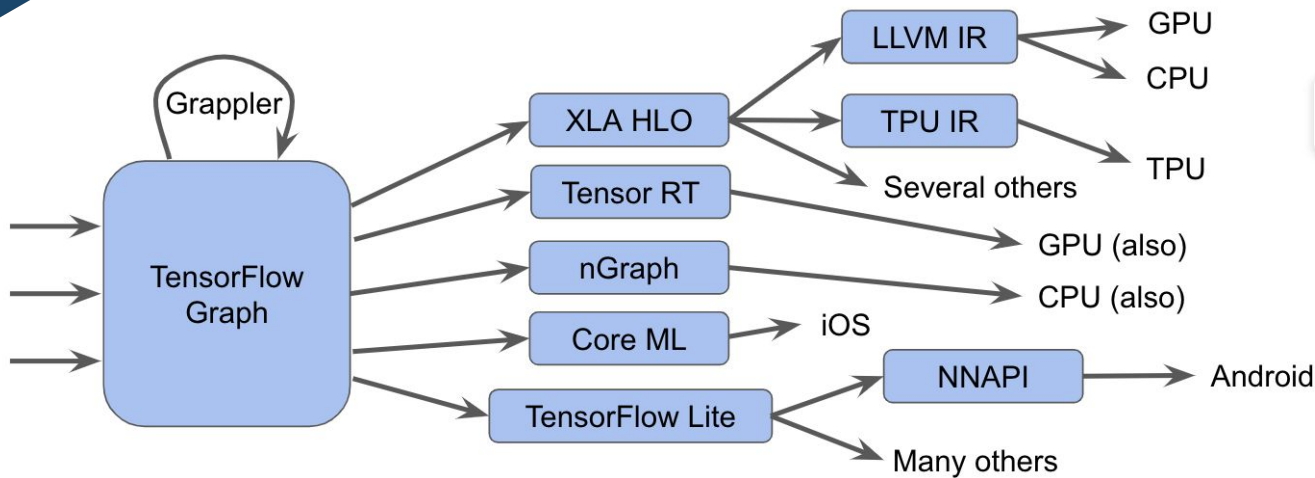 Grappler
TensorFlow
Graph
XLA HLO
LLVM IR
GPU
CPU
TPU IR
TPU
Several others
Tensor RT
GPU (also)
nGraph
CPU (also)
Core ML
iOS
TensorFlow Lite
NNAPI
Android
Many others